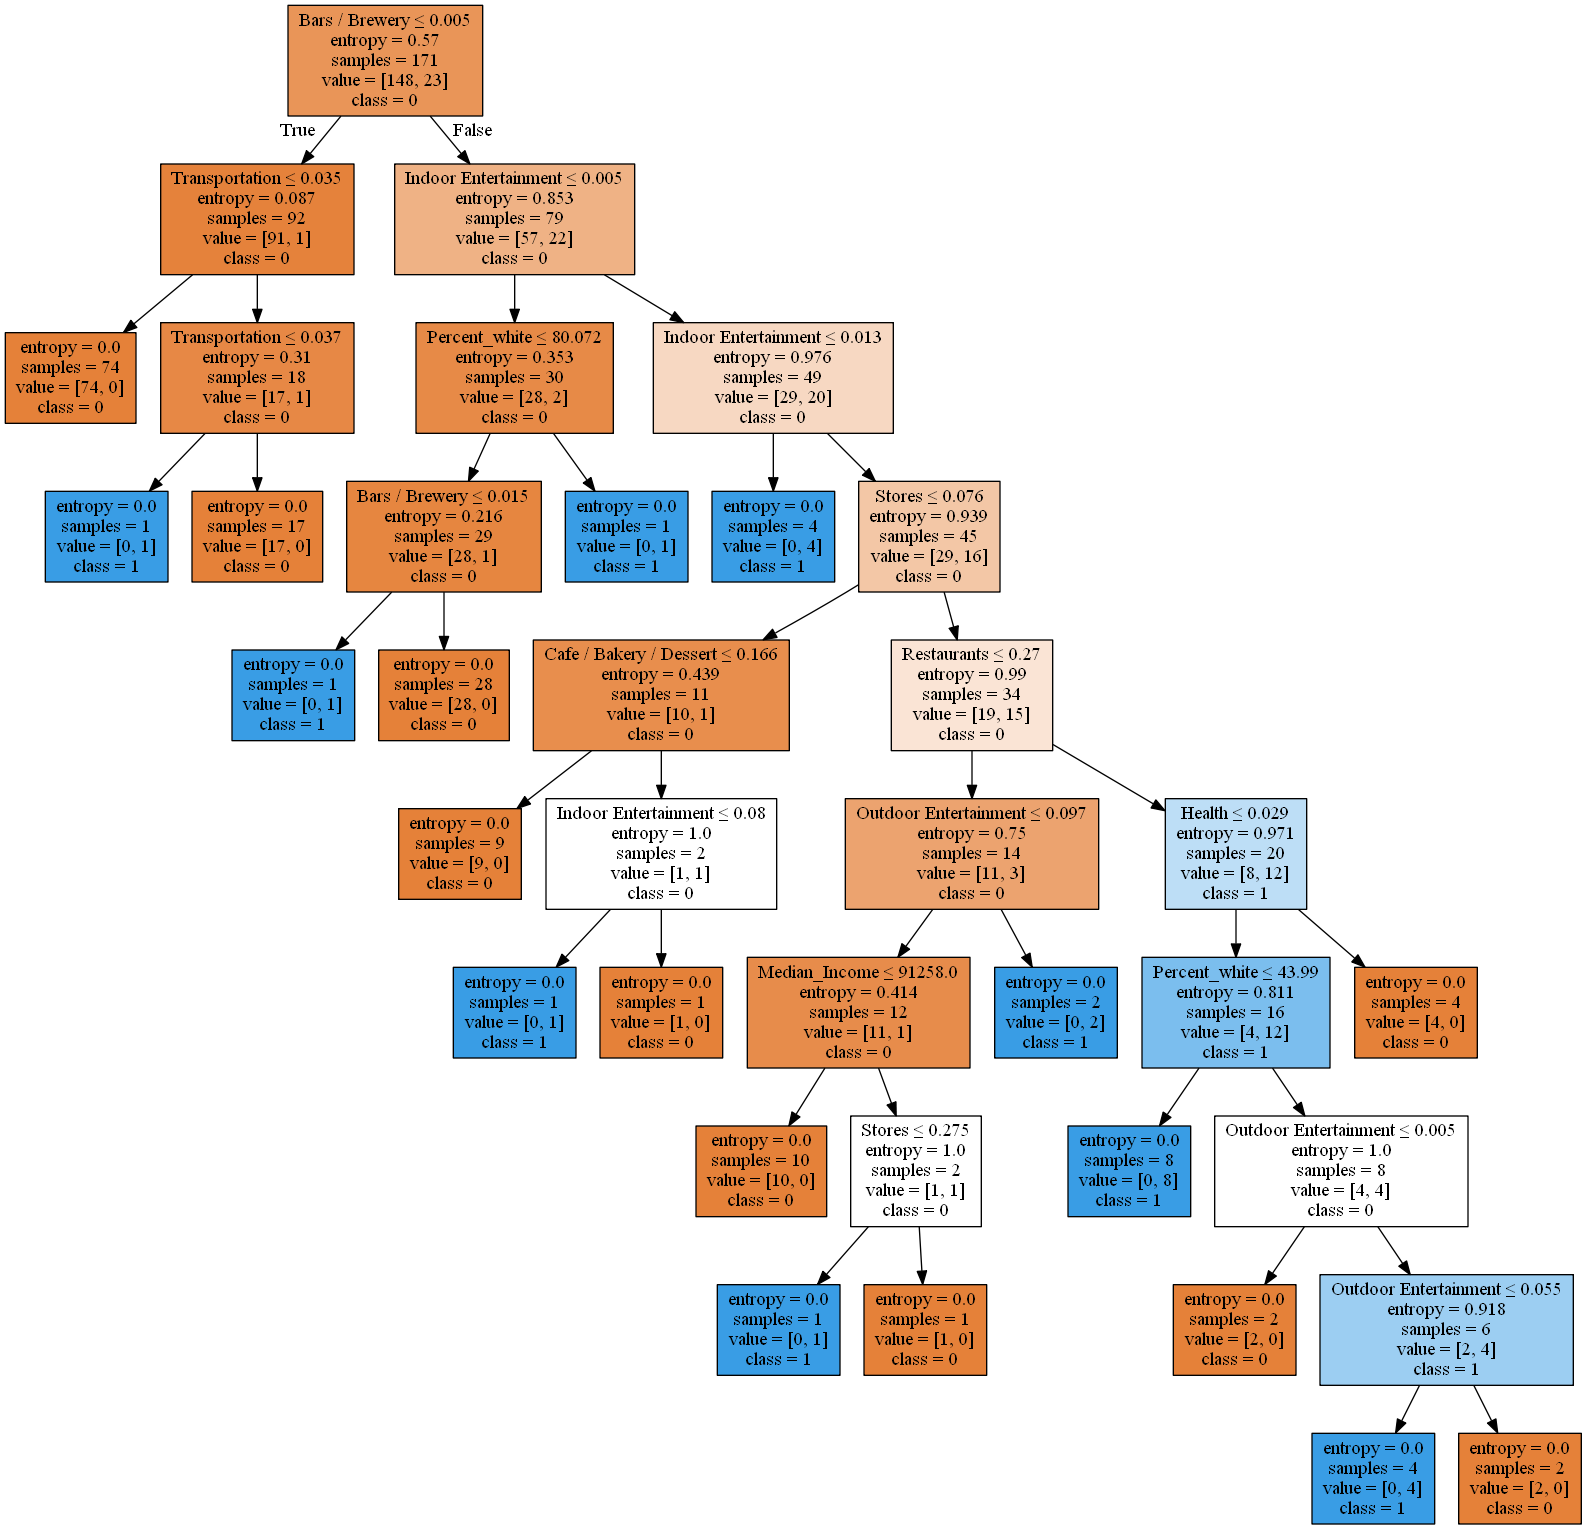 Bars / Brewery ≤ 0.005
entropy = 0.57
samples = 171
value = [148, 23]
class = 0
True
False
Transportation ≤ 0.035
entropy = 0.087
samples = 92
value = [91, 1]
class = 0
Indoor Entertainment ≤ 0.005
entropy = 0.853
samples = 79
value = [57, 22]
class = 0
entropy = 0.0
samples = 74
value = [74, 0]
class = 0
Transportation ≤ 0.037
entropy = 0.31
samples = 18
value = [17, 1]
class = 0
Percent_white ≤ 80.072
entropy = 0.353
samples = 30
value = [28, 2]
class = 0
Indoor Entertainment ≤ 0.013
entropy = 0.976
samples = 49
value = [29, 20]
class = 0
entropy = 0.0
samples = 1
value = [0, 1]
class = 1
entropy = 0.0
samples = 17
value = [17, 0]
class = 0
Bars / Brewery ≤ 0.015
entropy = 0.216
samples = 29
value = [28, 1]
class = 0
entropy = 0.0
samples = 1
value = [0, 1]
class = 1
entropy = 0.0
samples = 4
value = [0, 4]
class = 1
Stores ≤ 0.076
entropy = 0.939
samples = 45
value = [29, 16]
class = 0
entropy = 0.0
samples = 1
value = [0, 1]
class = 1
entropy = 0.0
samples = 28
value = [28, 0]
class = 0
Cafe / Bakery / Dessert ≤ 0.166
entropy = 0.439
samples = 11
value = [10, 1]
class = 0
Restaurants ≤ 0.27
entropy = 0.99
samples = 34
value = [19, 15]
class = 0
entropy = 0.0
samples = 9
value = [9, 0]
class = 0
Indoor Entertainment ≤ 0.08
entropy = 1.0
samples = 2
value = [1, 1]
class = 0
Outdoor Entertainment ≤ 0.097
entropy = 0.75
samples = 14
value = [11, 3]
class = 0
Health ≤ 0.029
entropy = 0.971
samples = 20
value = [8, 12]
class = 1
entropy = 0.0
samples = 1
value = [0, 1]
class = 1
entropy = 0.0
samples = 1
value = [1, 0]
class = 0
Median_Income ≤ 91258.0
entropy = 0.414
samples = 12
value = [11, 1]
class = 0
entropy = 0.0
samples = 2
value = [0, 2]
class = 1
Percent_white ≤ 43.99
entropy = 0.811
samples = 16
value = [4, 12]
class = 1
entropy = 0.0
samples = 4
value = [4, 0]
class = 0
entropy = 0.0
samples = 10
value = [10, 0]
class = 0
Stores ≤ 0.275
entropy = 1.0
samples = 2
value = [1, 1]
class = 0
entropy = 0.0
samples = 8
value = [0, 8]
class = 1
Outdoor Entertainment ≤ 0.005
entropy = 1.0
samples = 8
value = [4, 4]
class = 0
entropy = 0.0
samples = 1
value = [0, 1]
class = 1
entropy = 0.0
samples = 1
value = [1, 0]
class = 0
entropy = 0.0
samples = 2
value = [2, 0]
class = 0
Outdoor Entertainment ≤ 0.055
entropy = 0.918
samples = 6
value = [2, 4]
class = 1
entropy = 0.0
samples = 4
value = [0, 4]
class = 1
entropy = 0.0
samples = 2
value = [2, 0]
class = 0